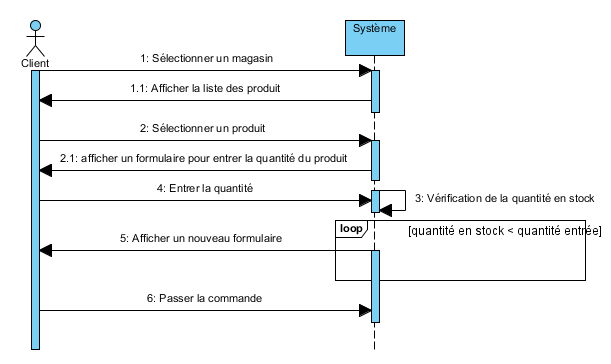 Système
Client
1: Sélectionner un magasin
1.1: Afficher la liste des produit
2: Sélectionner un produit
2.1: afficher un formulaire pour entrer la quantité du produit
4: Entrer la quantité
3: Vérification de la quantité en stock
loop
[quantité en stock < quantité entrée]
5: Afficher un nouveau formulaire
6: Passer la commande